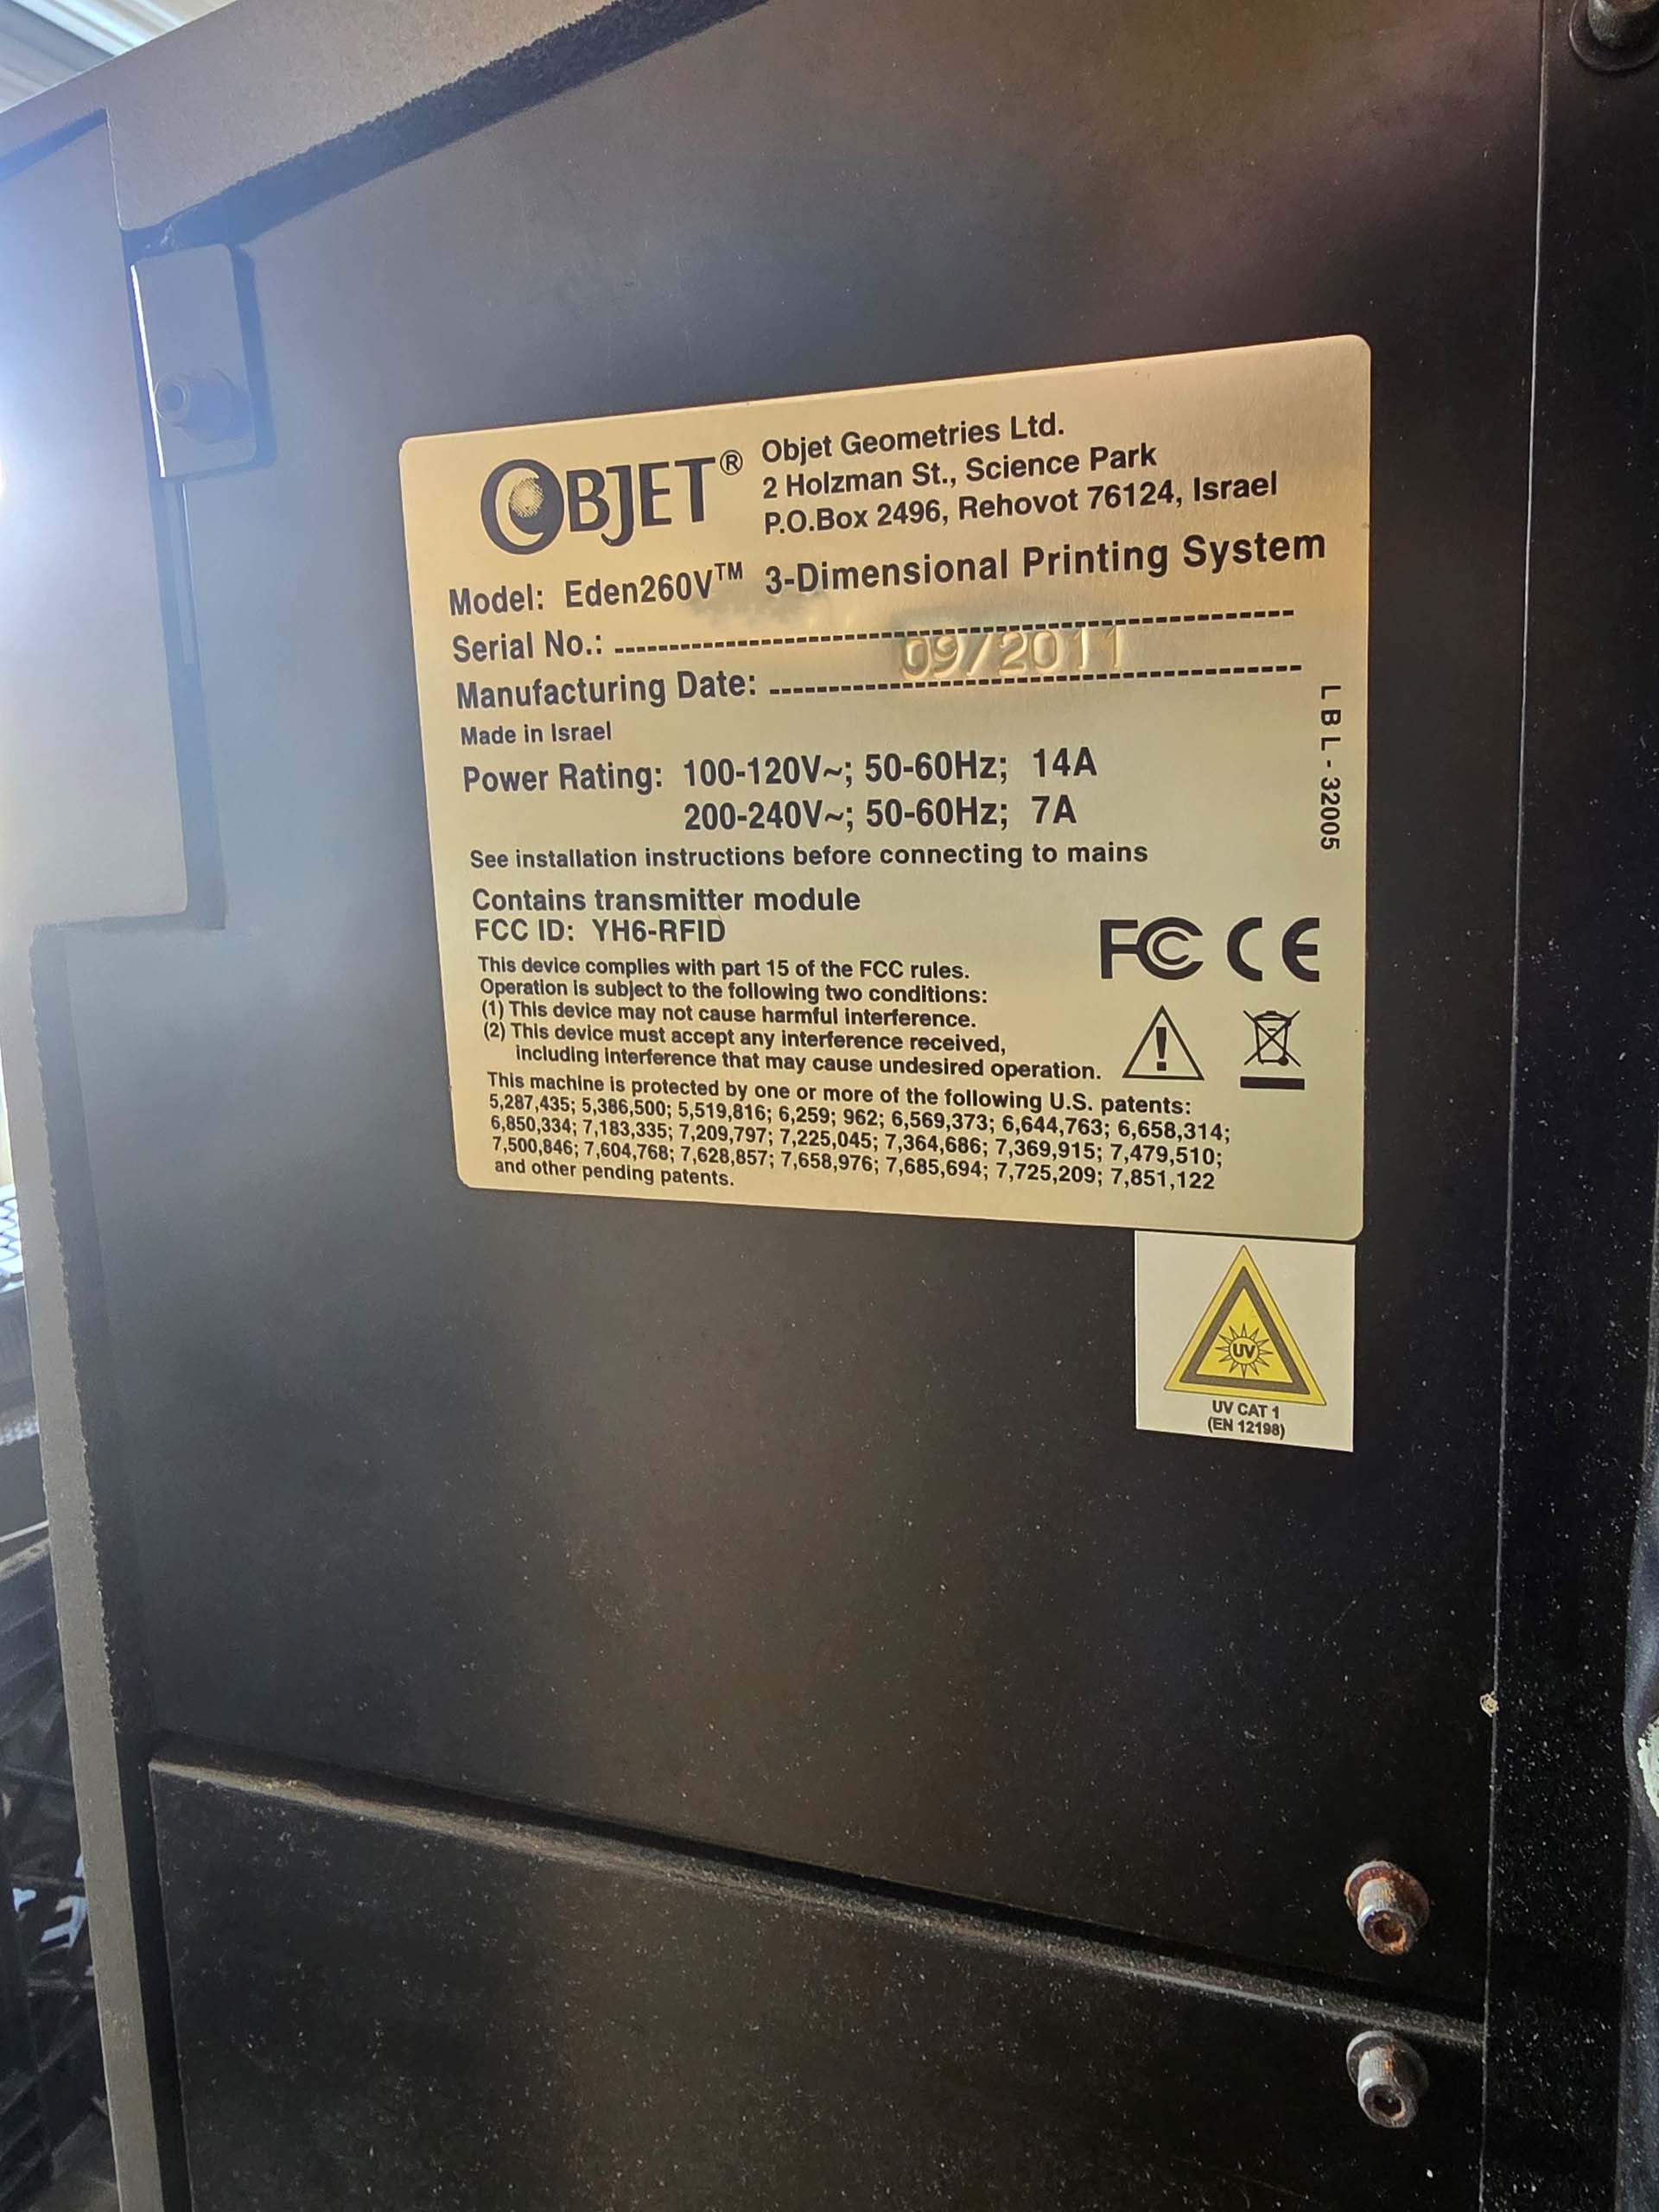 OBJET®
Objet Geometries Ltd.
2 Holzman St., Science Park
P.O.Box 2496, Rehovot 76124, Israel
Model: Eden260V™ 3-Dimensional Printing System
Serial No.:
Manufacturing Date: 09/2011
Made in Israel
Power Rating: 100-120V~; 50-60Hz; 14A
200-240V~; 50-60Hz; 7A
See installation instructions before connecting to mains
Contains transmitter module
FCC ID: YH6-RFID
FC CE
This device complies with part 15 of the FCC rules.
Operation is subject to the following two conditions:
(1) This device may not cause harmful interference.
(2) This device must accept any interference received,
including interference that may cause undesired operation.
This machine is protected by one or more of the following U.S. patents:
5,287,435; 5,386,500; 5,519,816; 6,259; 962; 6,569,373; 6,644,763; 6,658,314;
6,850,334; 7,183,335; 7,209,797; 7,225,045; 7,364,686; 7,369,915; 7,479,510;
7,500,846; 7,604,768; 7,628,857; 7,658,976; 7,685,694; 7,725,209; 7,851,122
and other pending patents.
LBL-32005
UV
UV CAT 1
(EN 12198)